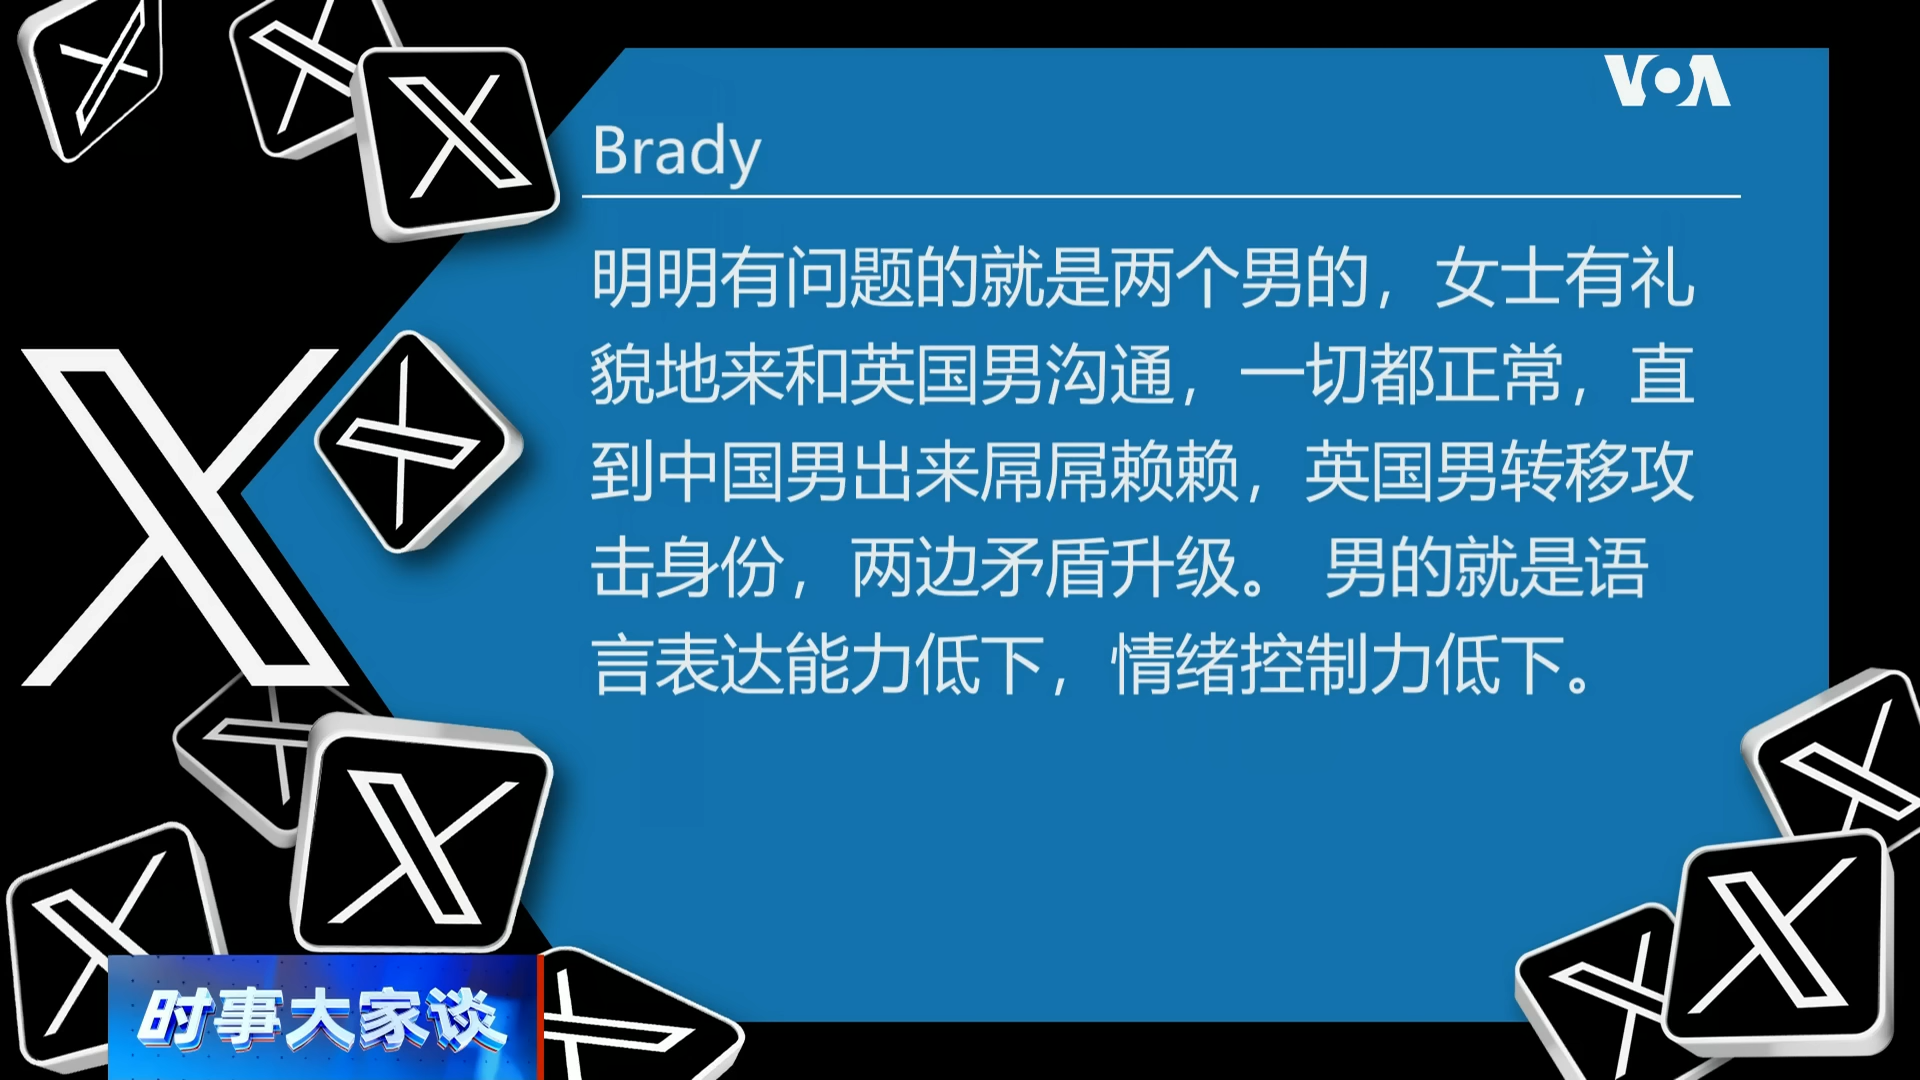 VOA
Brady
明明有问题的就是两个男的，女士有礼
貌地来和英国男沟通，一切都正常，直
到中国男出来屌屌赖赖，英国男转移攻
击身份，两边矛盾升级。 男的就是语
言表达能力低下，情绪控制力低下。
时事大家谈